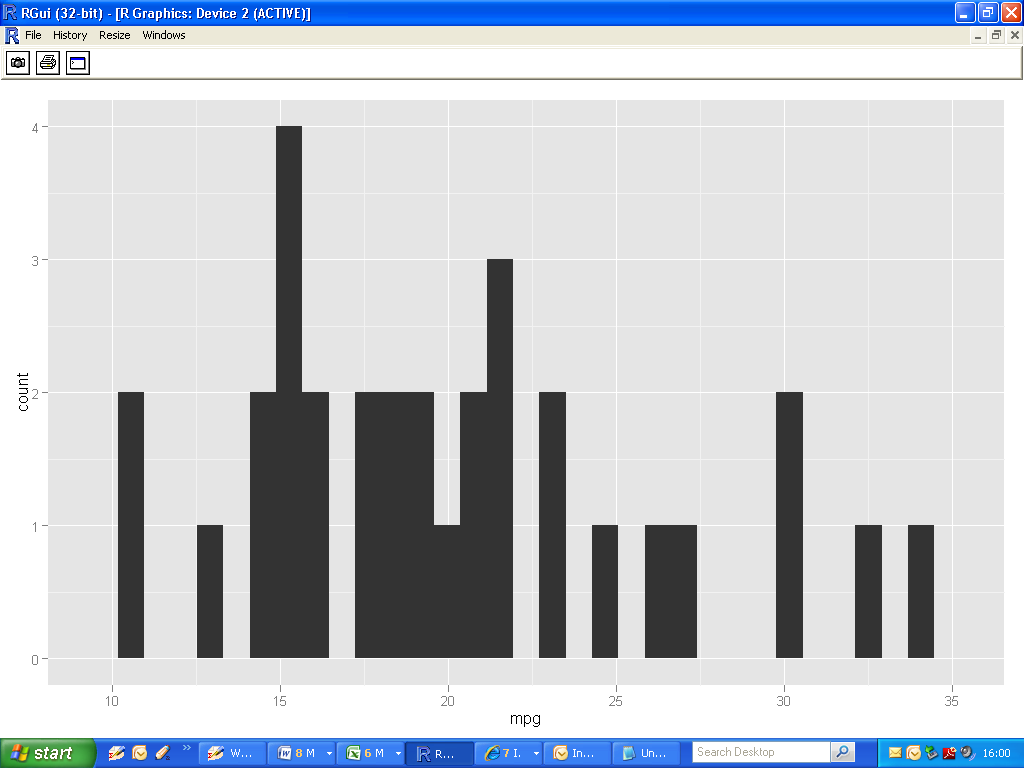 RGui (32-bit) - [R Graphics: Device 2 (ACTIVE)]
File History Resize Windows
4
3
2
1
0
count
10 15 20 25 30 35
mpg
start W... 8 M 6 M R... 7 I. In... Un... Search Desktop 16:00